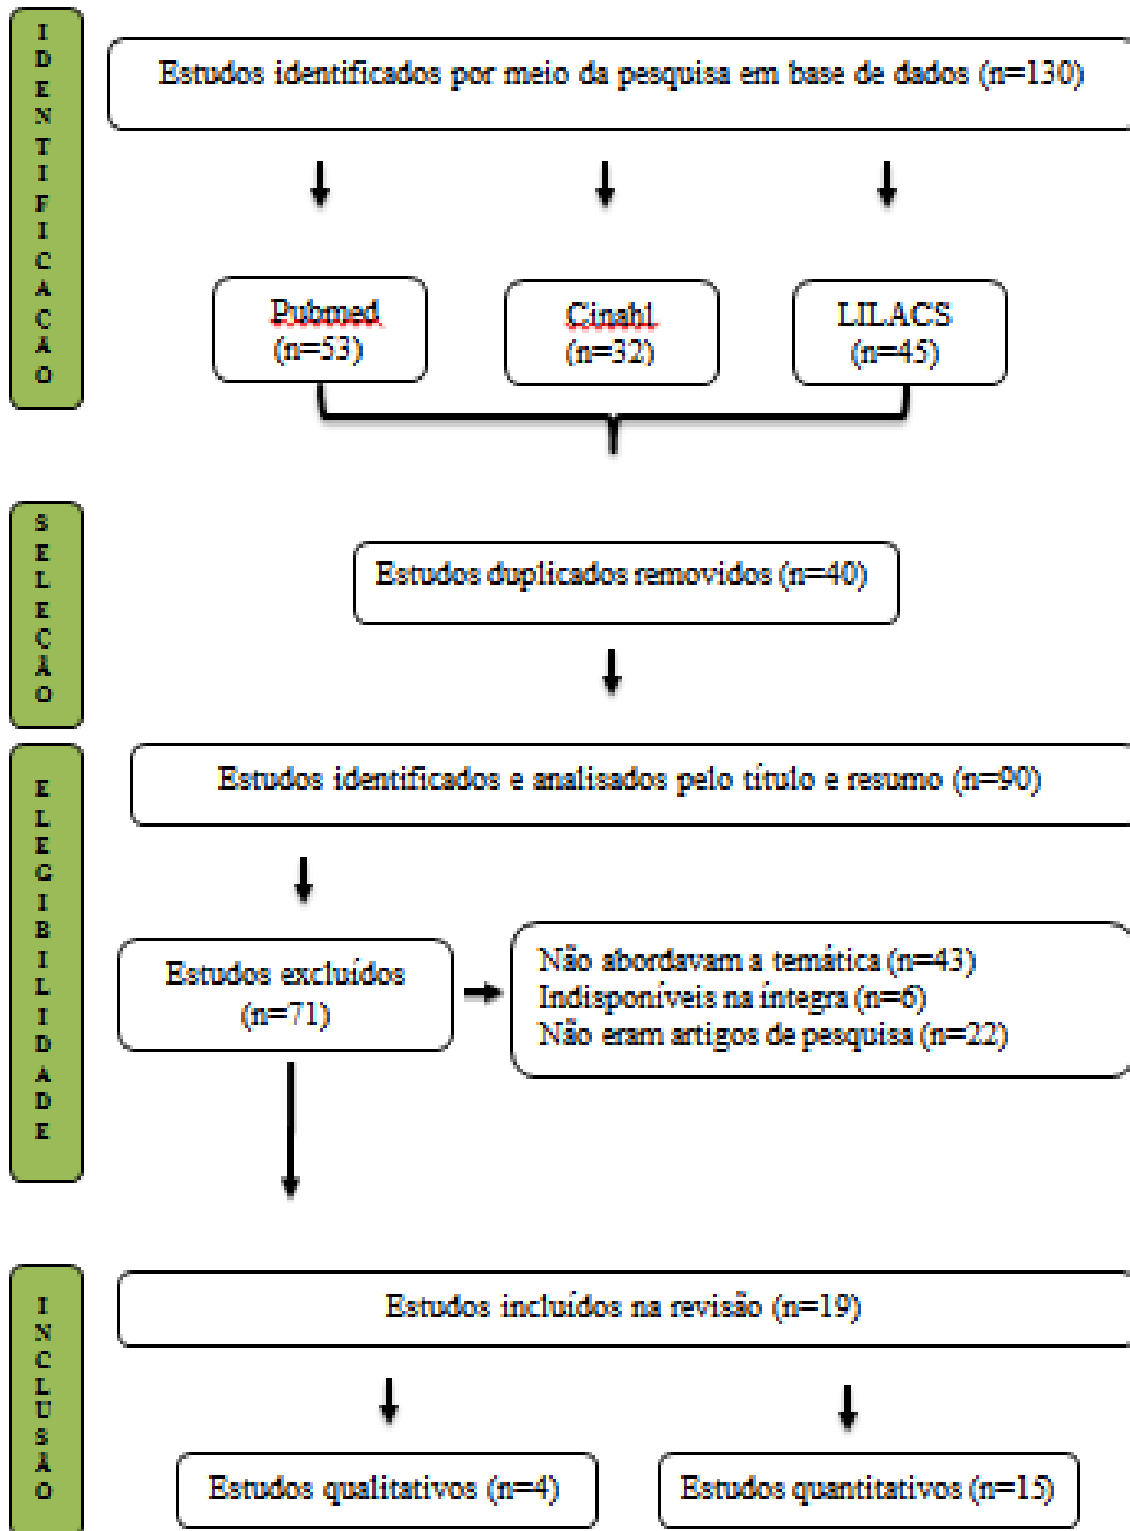 IDENTIFICAÇÃO
Estudos identificados por meio da pesquisa em base de dados (n=130)
Pubmed
(n=53)
Cinahl
(n=32)
LILACS
(n=45)
SELEÇÃO
Estudos duplicados removidos (n=40)
ELEGIBILIDADE
Estudos identificados e analisados pelo título e resumo (n=90)
Estudos excluídos
(n=71)
Não abordavam a temática (n=43)
Indisponíveis na íntegra (n=6)
Não eram artigos de pesquisa (n=22)
INCLUSÃO
Estudos incluídos na revisão (n=19)
Estudos qualitativos (n=4)
Estudos quantitativos (n=15)